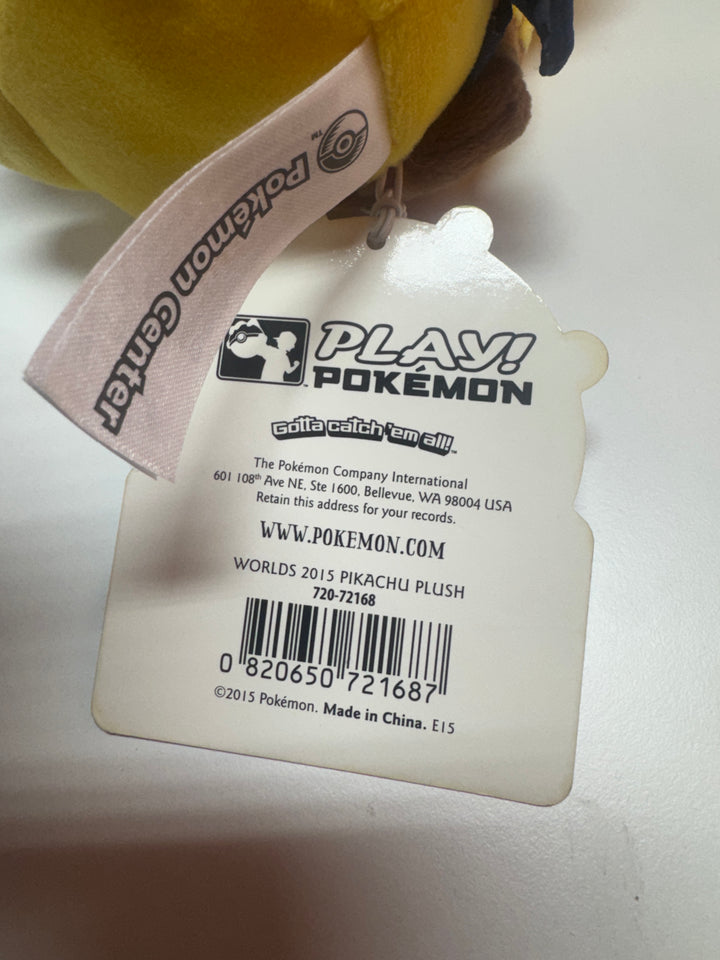 Pokémon Center
TM
PLAY!
POKÉMON
Gotta catch 'em all!
The Pokémon Company International
601 108th Ave NE, Ste 1600, Bellevue, WA 98004 USA
Retain this address for your records.
WWW.POKEMON.COM
WORLDS 2015 PIKACHU PLUSH
720-72168
0 820650 721687
©2015 Pokémon. Made in China. E15